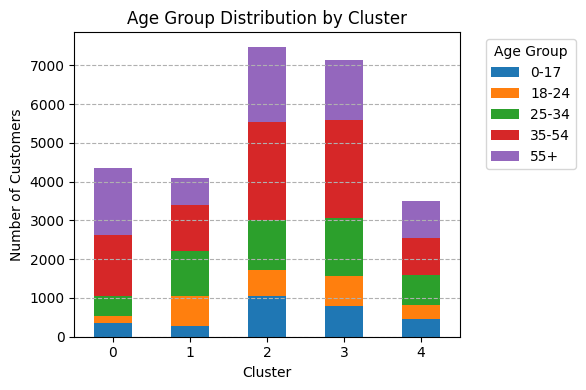 Age Group Distribution by Cluster
Number of Customers
7000
6000
5000
4000
3000
2000
1000
0
0 1 2 3 4
Cluster
Age Group
0-17
18-24
25-34
35-54
55+